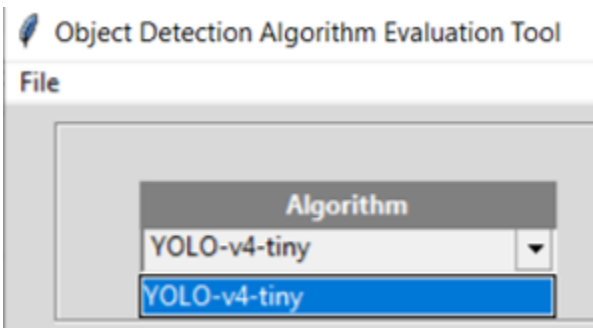 Object Detection Algorithm Evaluation Tool
File
Algorithm
YOLO-v4-tiny
YOLO-v4-tiny